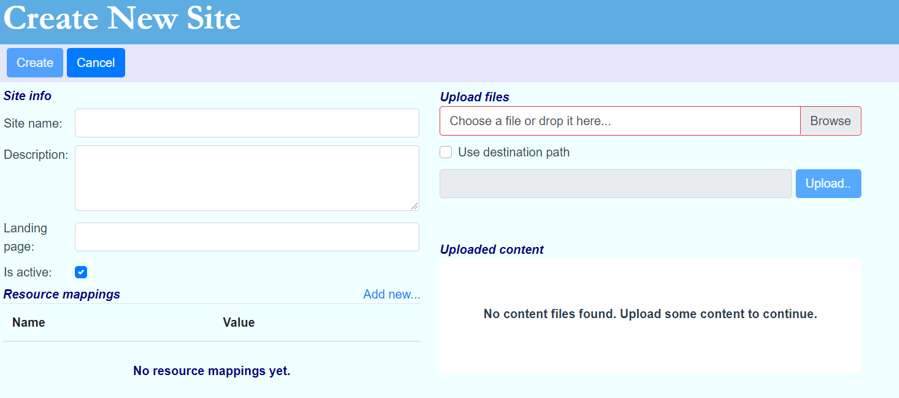 Create New Site
Create Cancel
Site info
Site name:
Description:
Landing
page:
Is active:
Resource mappings Add new...
Name Value
No resource mappings yet.
Upload files
Choose a file or drop it here... Browse
Use destination path
Upload..
Uploaded content
No content files found. Upload some content to continue.